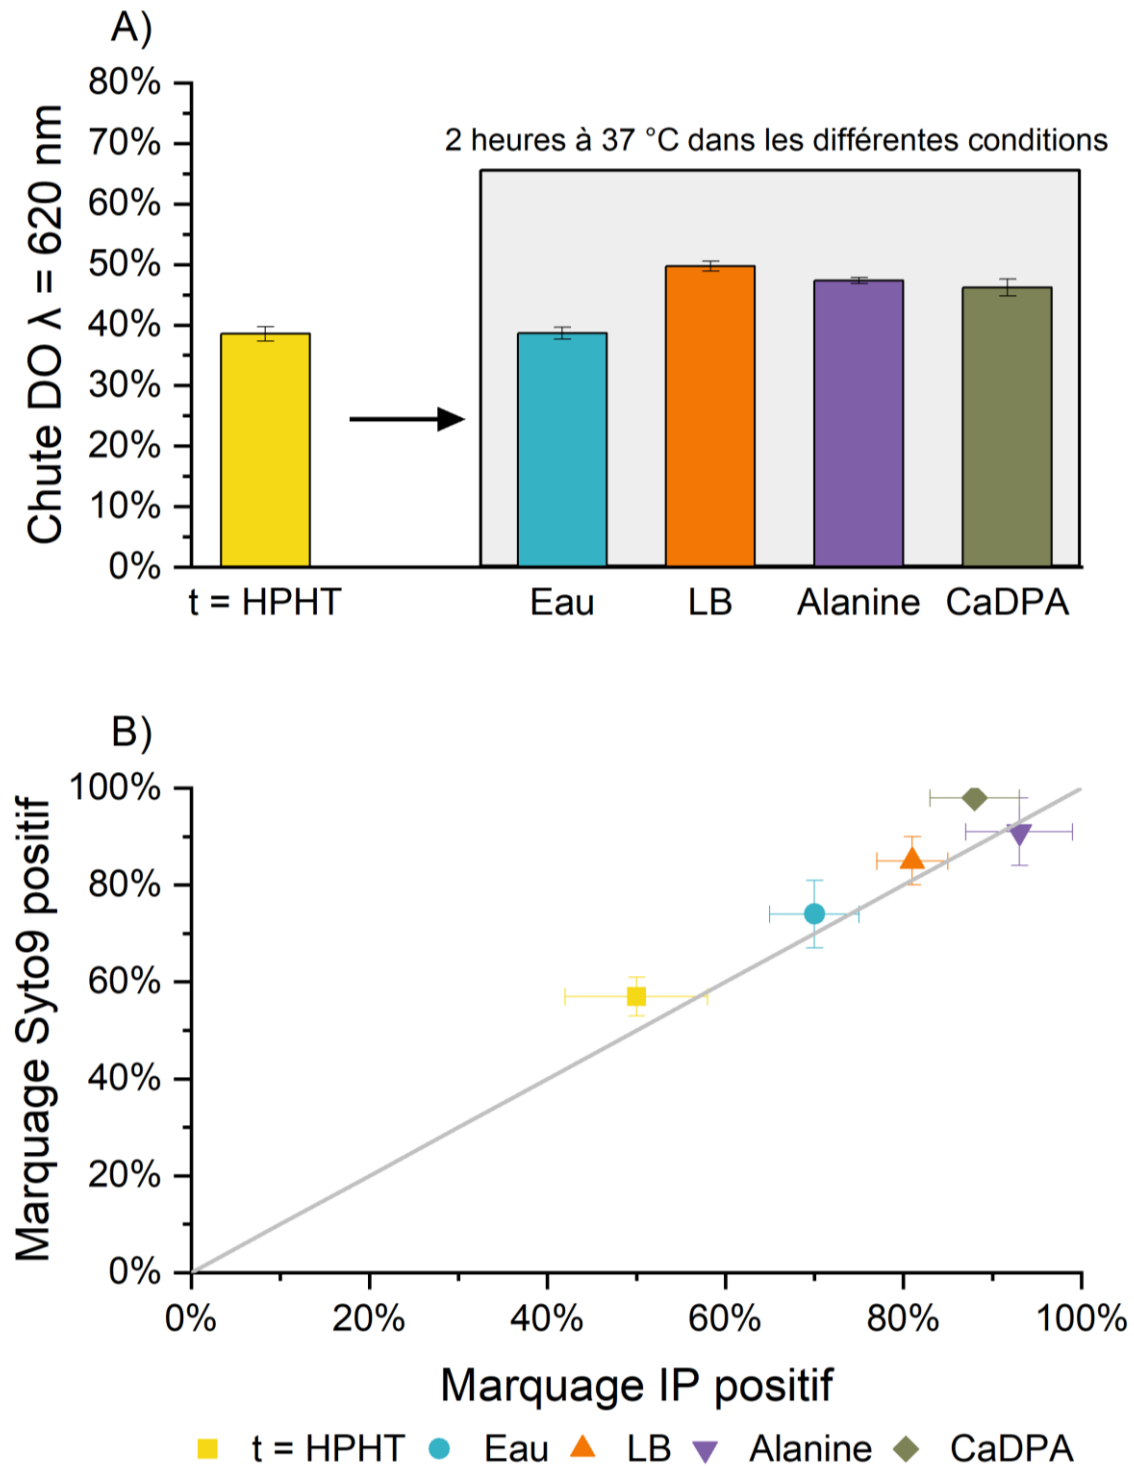 A)
Chute DO λ = 620 nm
80%
70%
60%
50%
40%
30%
20%
10%
0%
2 heures à 37 °C dans les différentes conditions
t = HPHT Eau LB Alanine CaDPA
B)
Marquage Syto9 positif
100%
80%
60%
40%
20%
0%
0% 20% 40% 60% 80% 100%
Marquage IP positif
t = HPHT Eau LB Alanine CaDPA